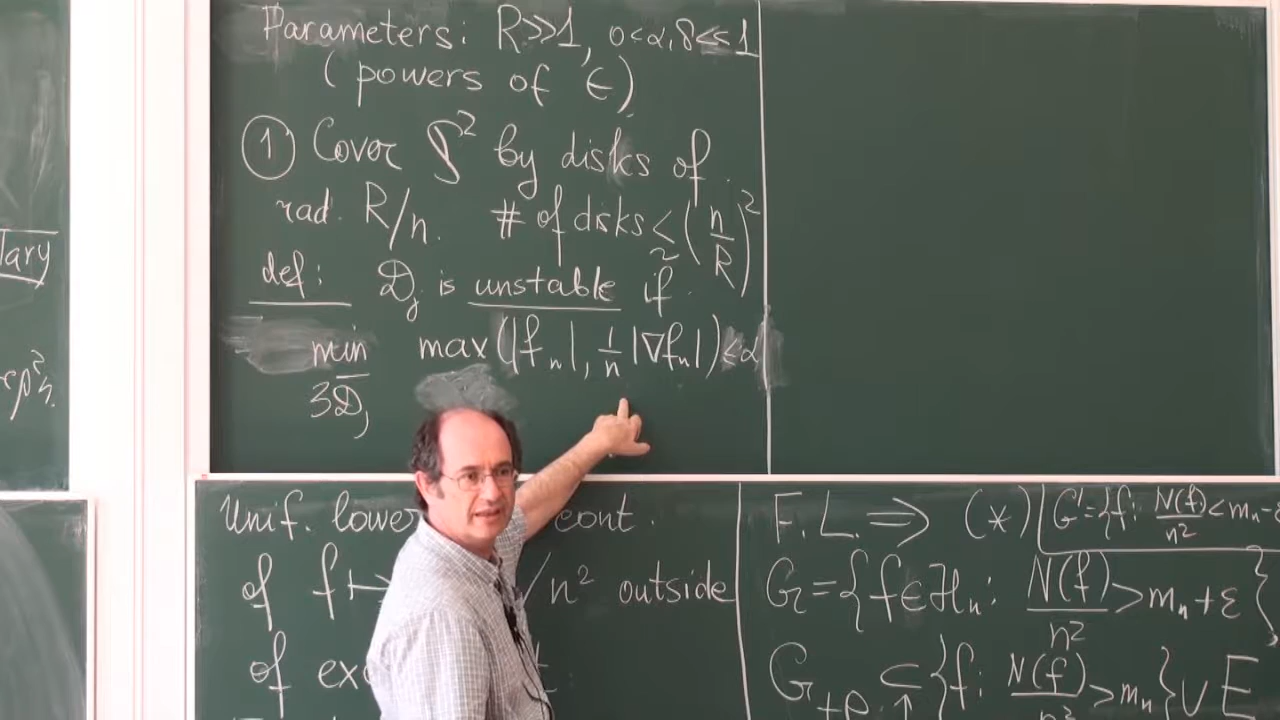 Parameters: R≫1, 0<α,δ≪1
(powers of ϵ)
① Cover S² by disks of
rad. R/n. # of disks ≲ (n/R)²
def: D_j is unstable if
min max(|f_n|, 1/n |∇f_n|) ≤ α
3D_j
Unif. lower cont.
of f↦ /n² outside
of
F.L. ⟹ (*)
G'={f: N(f)/n² < m_n-ε
G={f∈H_n: N(f)/n² > m_n+ε}
G_{+ρ} ⊂ {f: N(f)/n² > m_n} ∪ E
↑